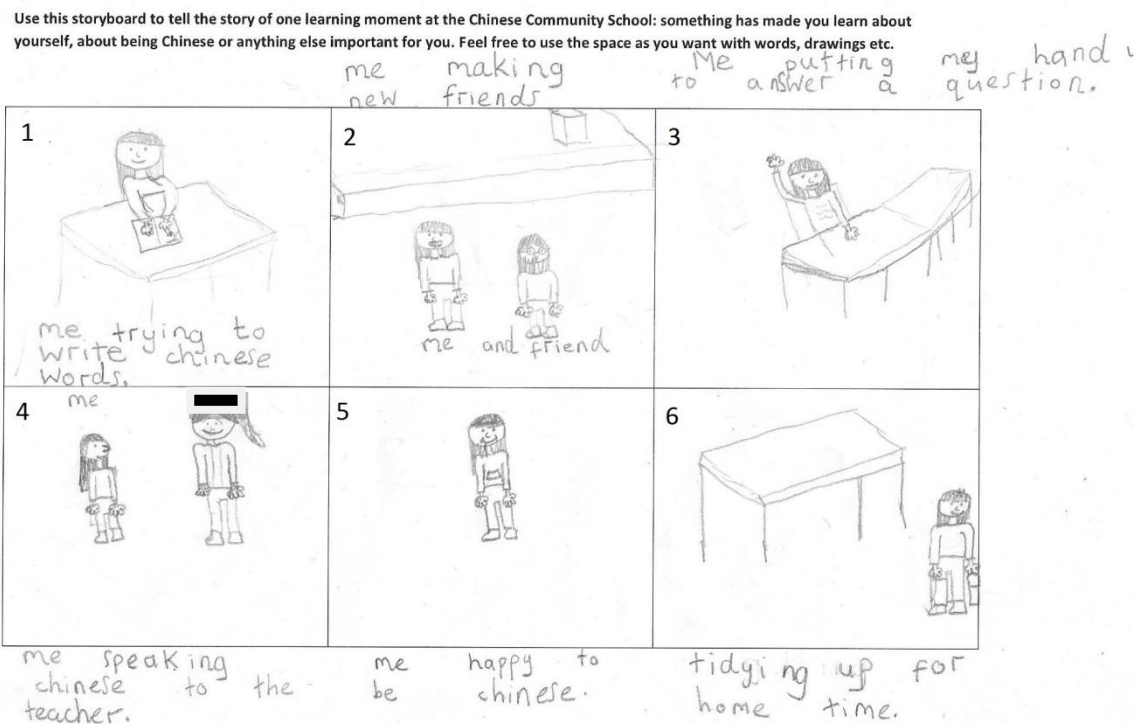 Use this storyboard to tell the story of one learning moment at the Chinese Community School: something has made you learn about
yourself, about being Chinese or anything else important for you. Feel free to use the space as you want with words, drawings etc.
me making
new friends
Me putting my hand
to answer a question.
1
me trying to
write chinese
words.
2
me and friend
3
4
me
5
6
me speaking
chinese to the
teacher.
me happy to
be chinese.
tidying up for
home time.